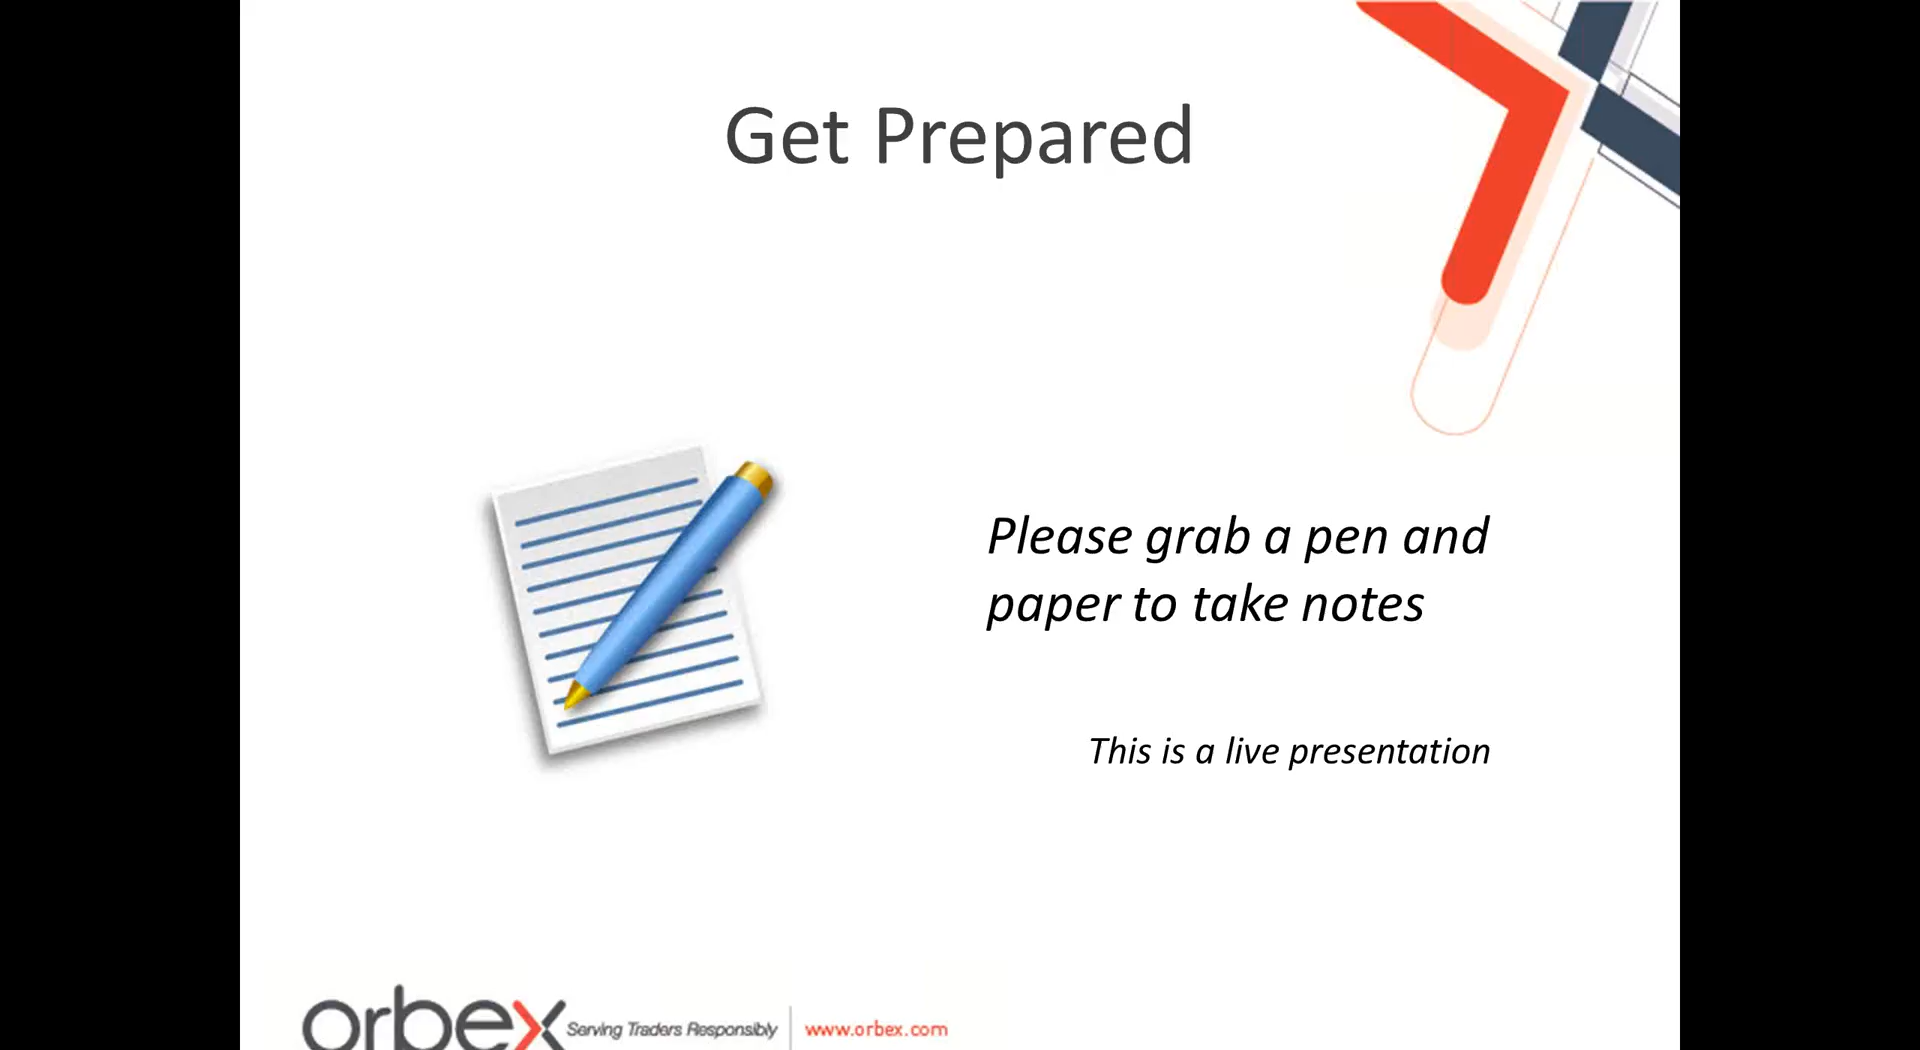 Get Prepared
Please grab a pen and
paper to take notes
This is a live presentation
orbex Serving Traders Responsibly www.orbex.com